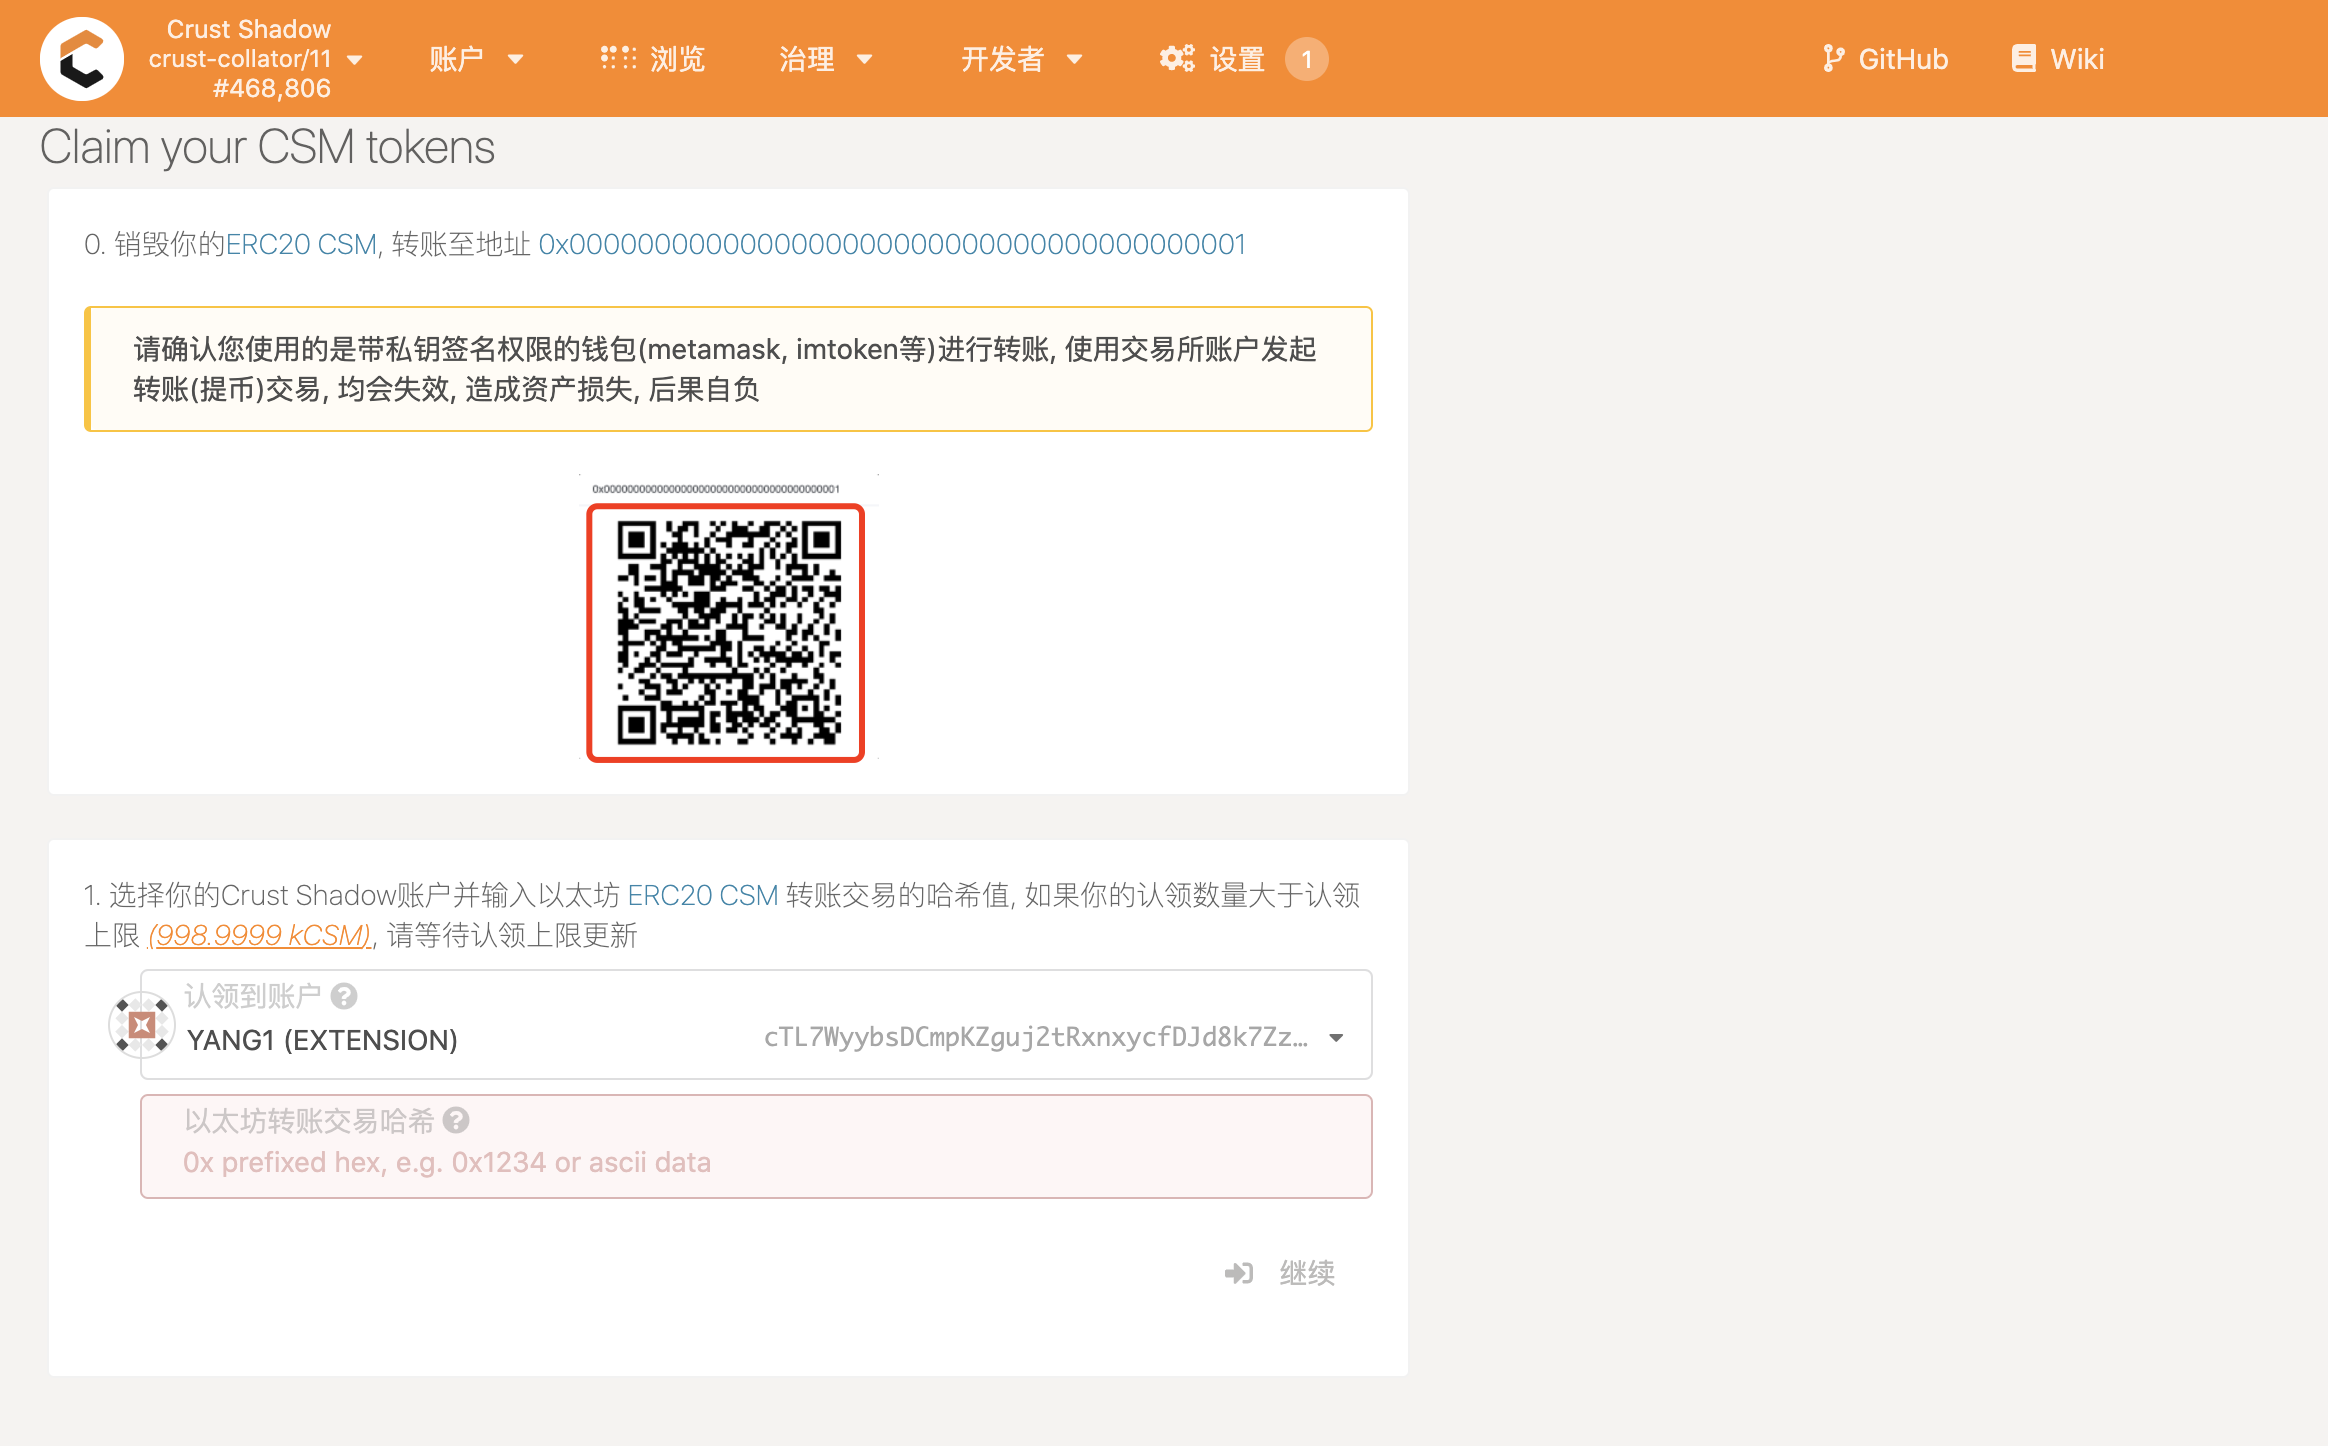 Crust Shadow
crust-collator/11
#468,806
账户
浏览
治理
开发者
设置
1
GitHub
Wiki
Claim your CSM tokens
0. 销毁你的ERC20 CSM, 转账至地址 0x0000000000000000000000000000000000000001
请确认您使用的是带私钥签名权限的钱包(metamask, imtoken等)进行转账, 使用交易所账户发起
转账(提币)交易, 均会失效, 造成资产损失, 后果自负
0x0000000000000000000000000000000000000001
1. 选择你的Crust Shadow账户并输入以太坊 ERC20 CSM 转账交易的哈希值, 如果你的认领数量大于认领
上限 (998.9999 kCSM), 请等待认领上限更新
认领到账户
YANG1 (EXTENSION)
cTL7WyybsDCmpKZguj2tRxnxycfDJd8k7Zz…
以太坊转账交易哈希
0x prefixed hex, e.g. 0x1234 or ascii data
继续